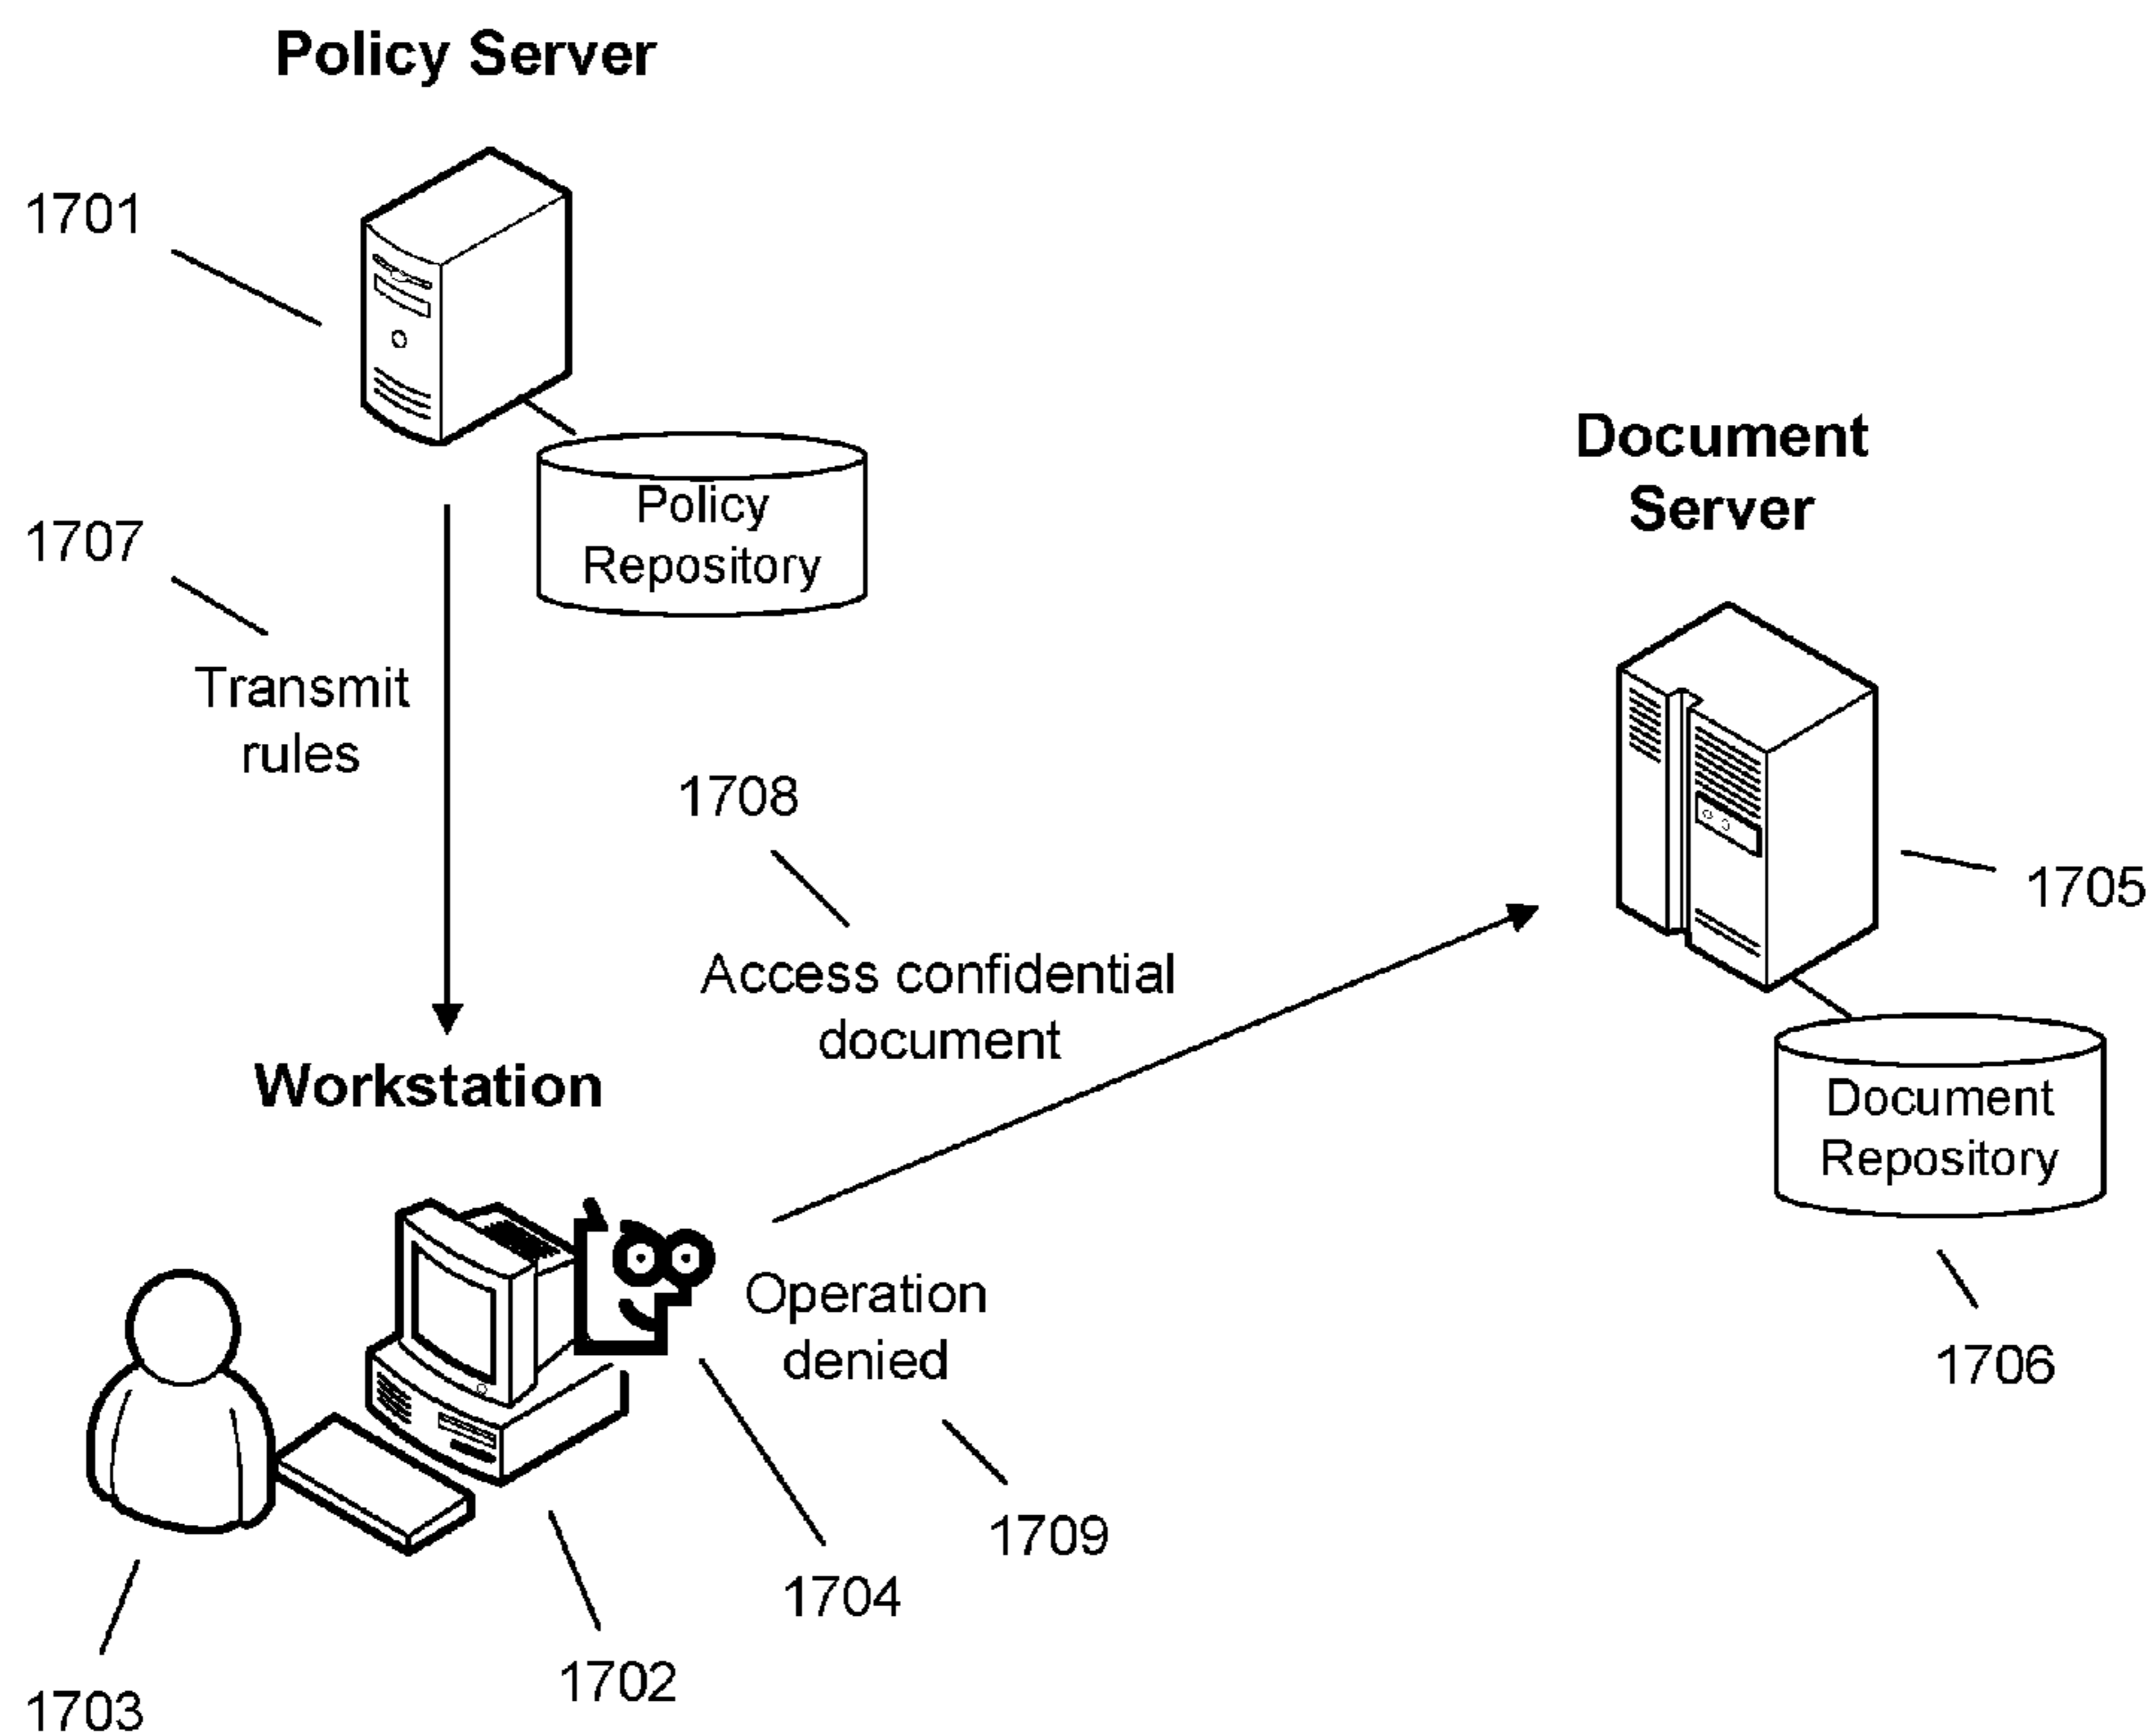 Policy Server
1701
Policy
Repository
1707
Transmit
rules
Document
Server
1708
1705
Access confidential
document
Workstation
Document
Repository
Operation
denied
1706
1709
1704
1702
1703